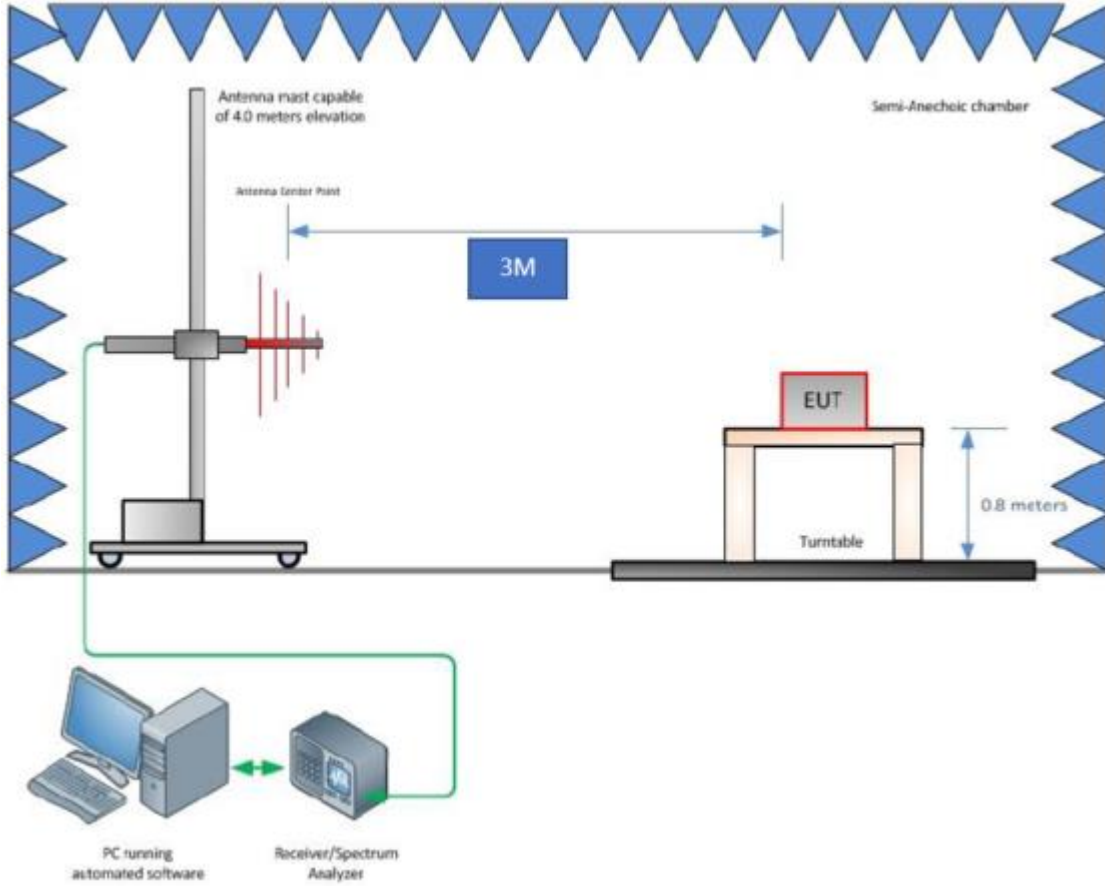 Antenna mast capable
of 4.0 meters elevation
Semi-Anechoic chamber
Antenna Center Point
3M
EUT
0.8 meters
Turntable
PC running
automated software
Receiver/Spectrum
Analyzer